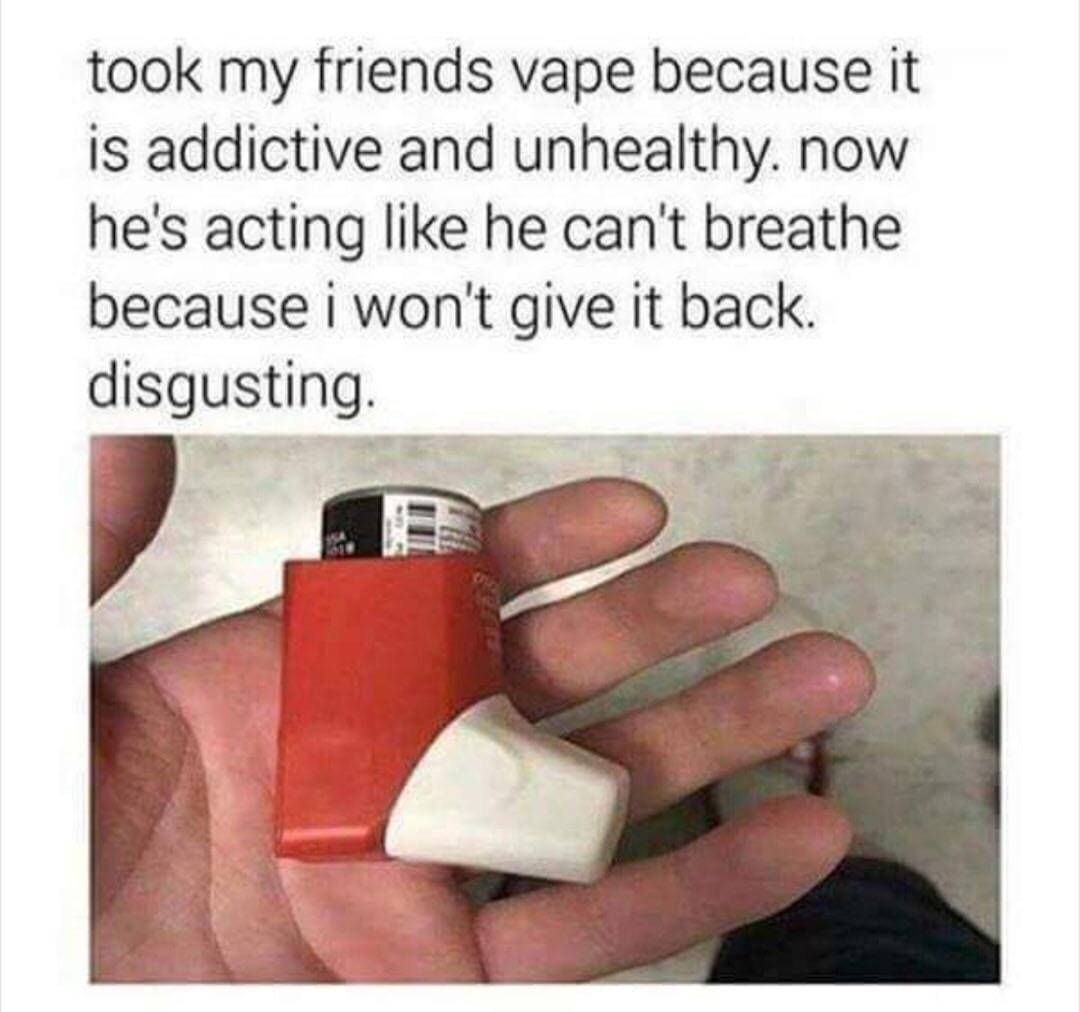 took my friends vape because it
is addictive and unhealthy. now
he's acting like he can't breathe
because i won't give it back.
disgusting.